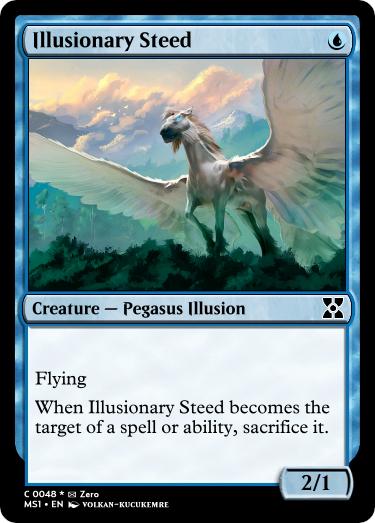 Illusionary Steed
Creature — Pegasus Illusion
Flying
When Illusionary Steed becomes the
target of a spell or ability, sacrifice it.
2/1
C 0048 * ✉ Zero
MS1 • EN VOLKAN-KUCUKEMRE